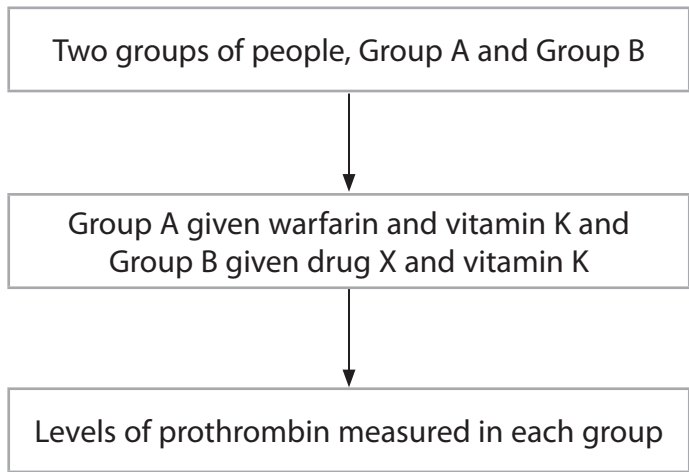 Two groups of people, Group A and Group B
Group A given warfarin and vitamin K and
Group B given drug X and vitamin K
Levels of prothrombin measured in each group